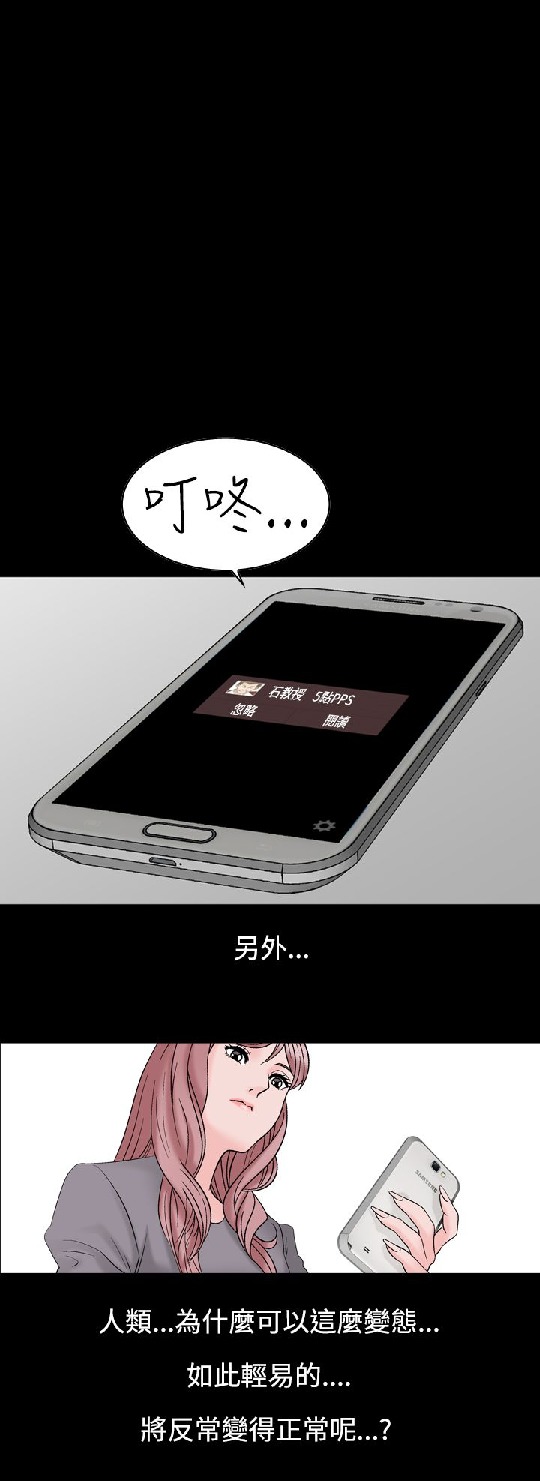 叮咚...
石教授 5點PPS
忽略 閱讀
另外...
SAMSUNG
人類...為什麼可以這麼變態...
如此輕易的....
將反常變得正常呢...?